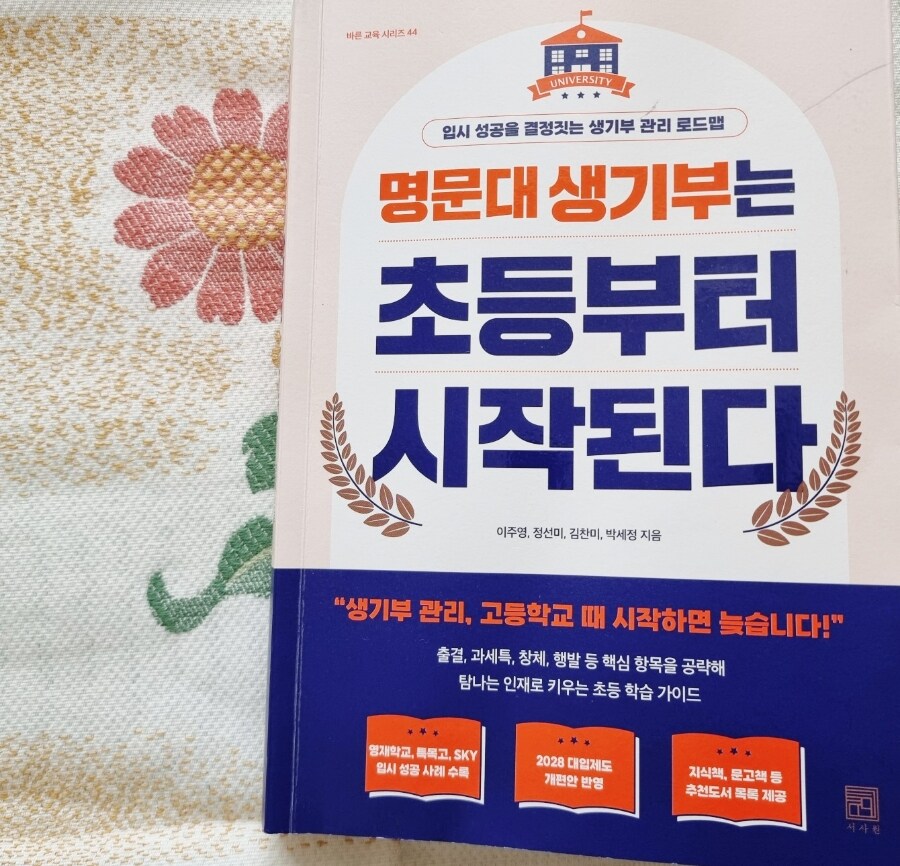 바른 교육 시리즈 44
UNIVERSITY
입시 성공을 결정짓는 생기부 관리 로드맵
명문대 생기부는
초등부터
시작된다
이주영, 정선미, 김찬미, 박세정 지음
“생기부 관리, 고등학교 때 시작하면 늦습니다!”
출결, 과세특, 창체, 행발 등 핵심 항목을 공략해
탐나는 인재로 키우는 초등 학습 가이드
영재학교, 특목고, SKY
입시 성공 사례 수록
2028 대입제도
개편안 반영
지식책, 문고책 등
추천도서 목록 제공
서사원